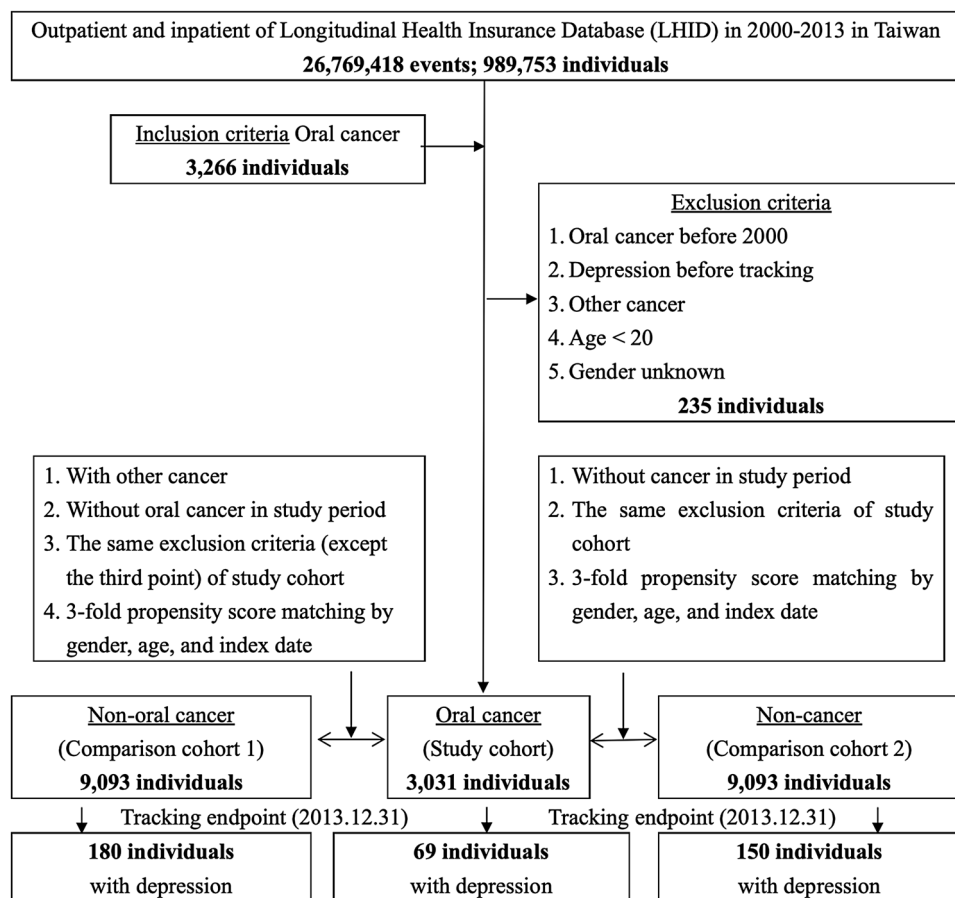 Outpatient and inpatient of Longitudinal Health Insurance Database (LHID) in 2000-2013 in Taiwan
26,769,418 events; 989,753 individuals
Inclusion criteria Oral cancer
3,266 individuals
Exclusion criteria
1. Oral cancer before 2000
2. Depression before tracking
3. Other cancer
4. Age < 20
5. Gender unknown
235 individuals
1. With other cancer
2. Without oral cancer in study period
3. The same exclusion criteria (except
the third point) of study cohort
4. 3-fold propensity score matching by
gender, age, and index date
1. Without cancer in study period
2. The same exclusion criteria of study
cohort
3. 3-fold propensity score matching by
gender, age, and index date
Non-oral cancer
(Comparison cohort 1)
9,093 individuals
Oral cancer
(Study cohort)
3,031 individuals
Non-cancer
(Comparison cohort 2)
9,093 individuals
Tracking endpoint (2013.12.31)
Tracking endpoint (2013.12.31)
180 individuals
with depression
69 individuals
with depression
150 individuals
with depression